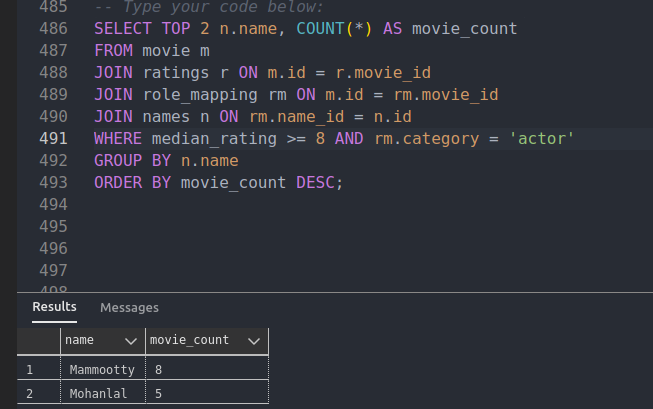 485 -- Type your code below:
486 SELECT TOP 2 n.name, COUNT(*) AS movie_count
487 FROM movie m
488 JOIN ratings r ON m.id = r.movie_id
489 JOIN role_mapping rm ON m.id = rm.movie_id
490 JOIN names n ON rm.name_id = n.id
491 WHERE median_rating >= 8 AND rm.category = 'actor'
492 GROUP BY n.name
493 ORDER BY movie_count DESC;
494
495
496
497
498
Results Messages
name movie_count
1 Mammootty 8
2 Mohanlal 5